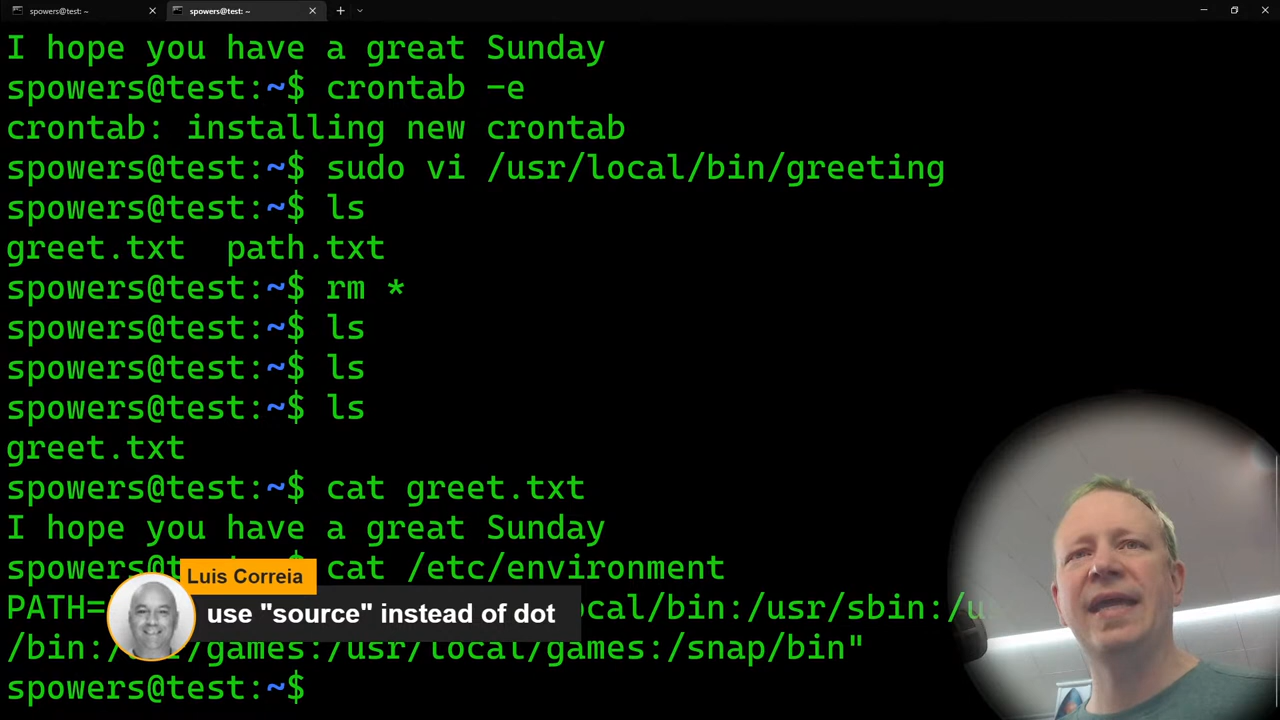 spowers@test: ~
spowers@test: ~
I hope you have a great Sunday
spowers@test:~$ crontab -e
crontab: installing new crontab
spowers@test:~$ sudo vi /usr/local/bin/greeting
spowers@test:~$ ls
greet.txt  path.txt
spowers@test:~$ rm *
spowers@test:~$ ls
spowers@test:~$ ls
spowers@test:~$ ls
greet.txt
spowers@test:~$ cat greet.txt
I hope you have a great Sunday
spowers@test:~$ cat /etc/environment
Luis Correia
use "source" instead of dot
PATH= ocal/bin:/usr/sbin:/u
/bin: /games:/usr/local/games:/snap/bin"
spowers@test:~$